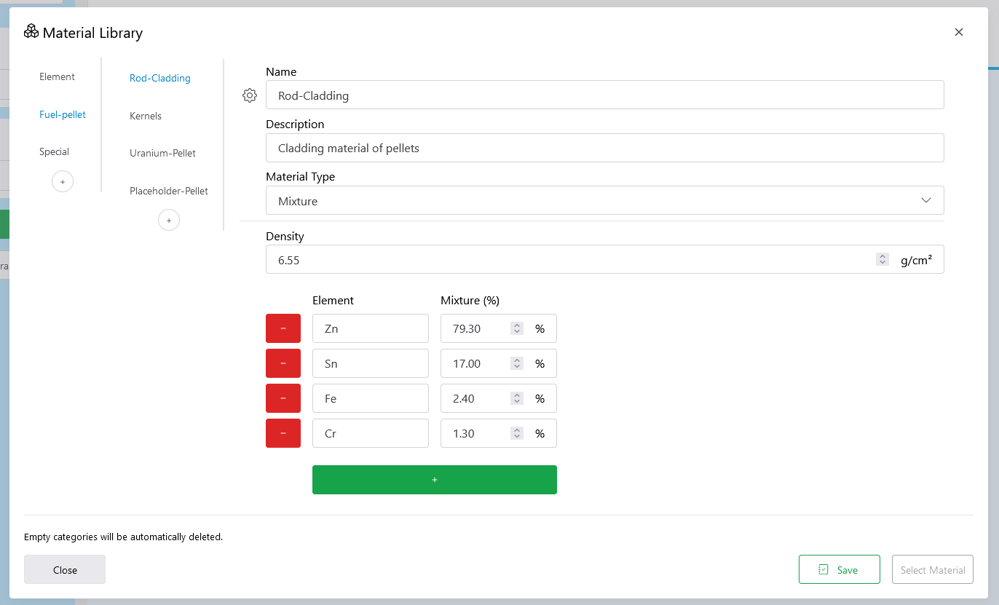 Material Library
Element
Fuel-pellet
Special
+
Rod-Cladding
Kernels
Uranium-Pellet
Placeholder-Pellet
+
Name
Rod-Cladding
Description
Cladding material of pellets
Material Type
Mixture
Density
6.55 g/cm²
Element Mixture (%)
− Zn 79.30 %
− Sn 17.00 %
− Fe 2.40 %
− Cr 1.30 %
+
ra
Empty categories will be automatically deleted.
Close Save Select Material